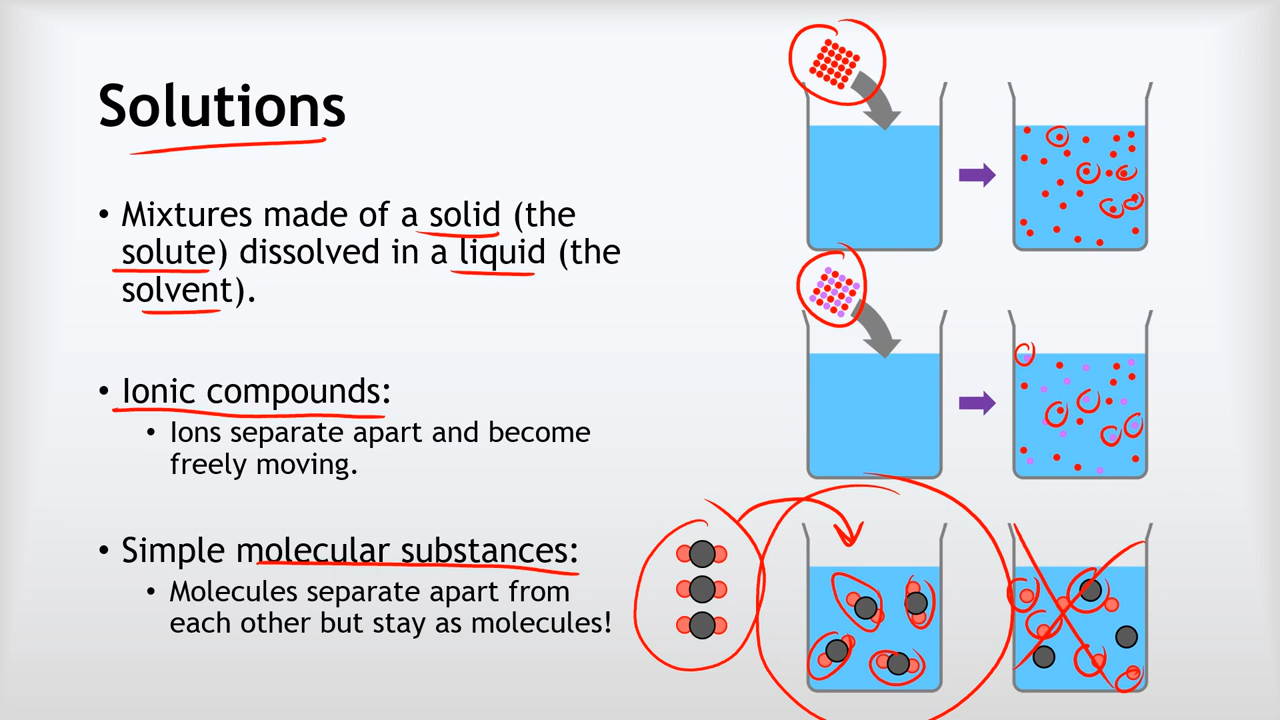 Solutions
• Mixtures made of a solid (the
solute) dissolved in a liquid (the
solvent).
• Ionic compounds:
• Ions separate apart and become
freely moving.
• Simple molecular substances:
• Molecules separate apart from
each other but stay as molecules!